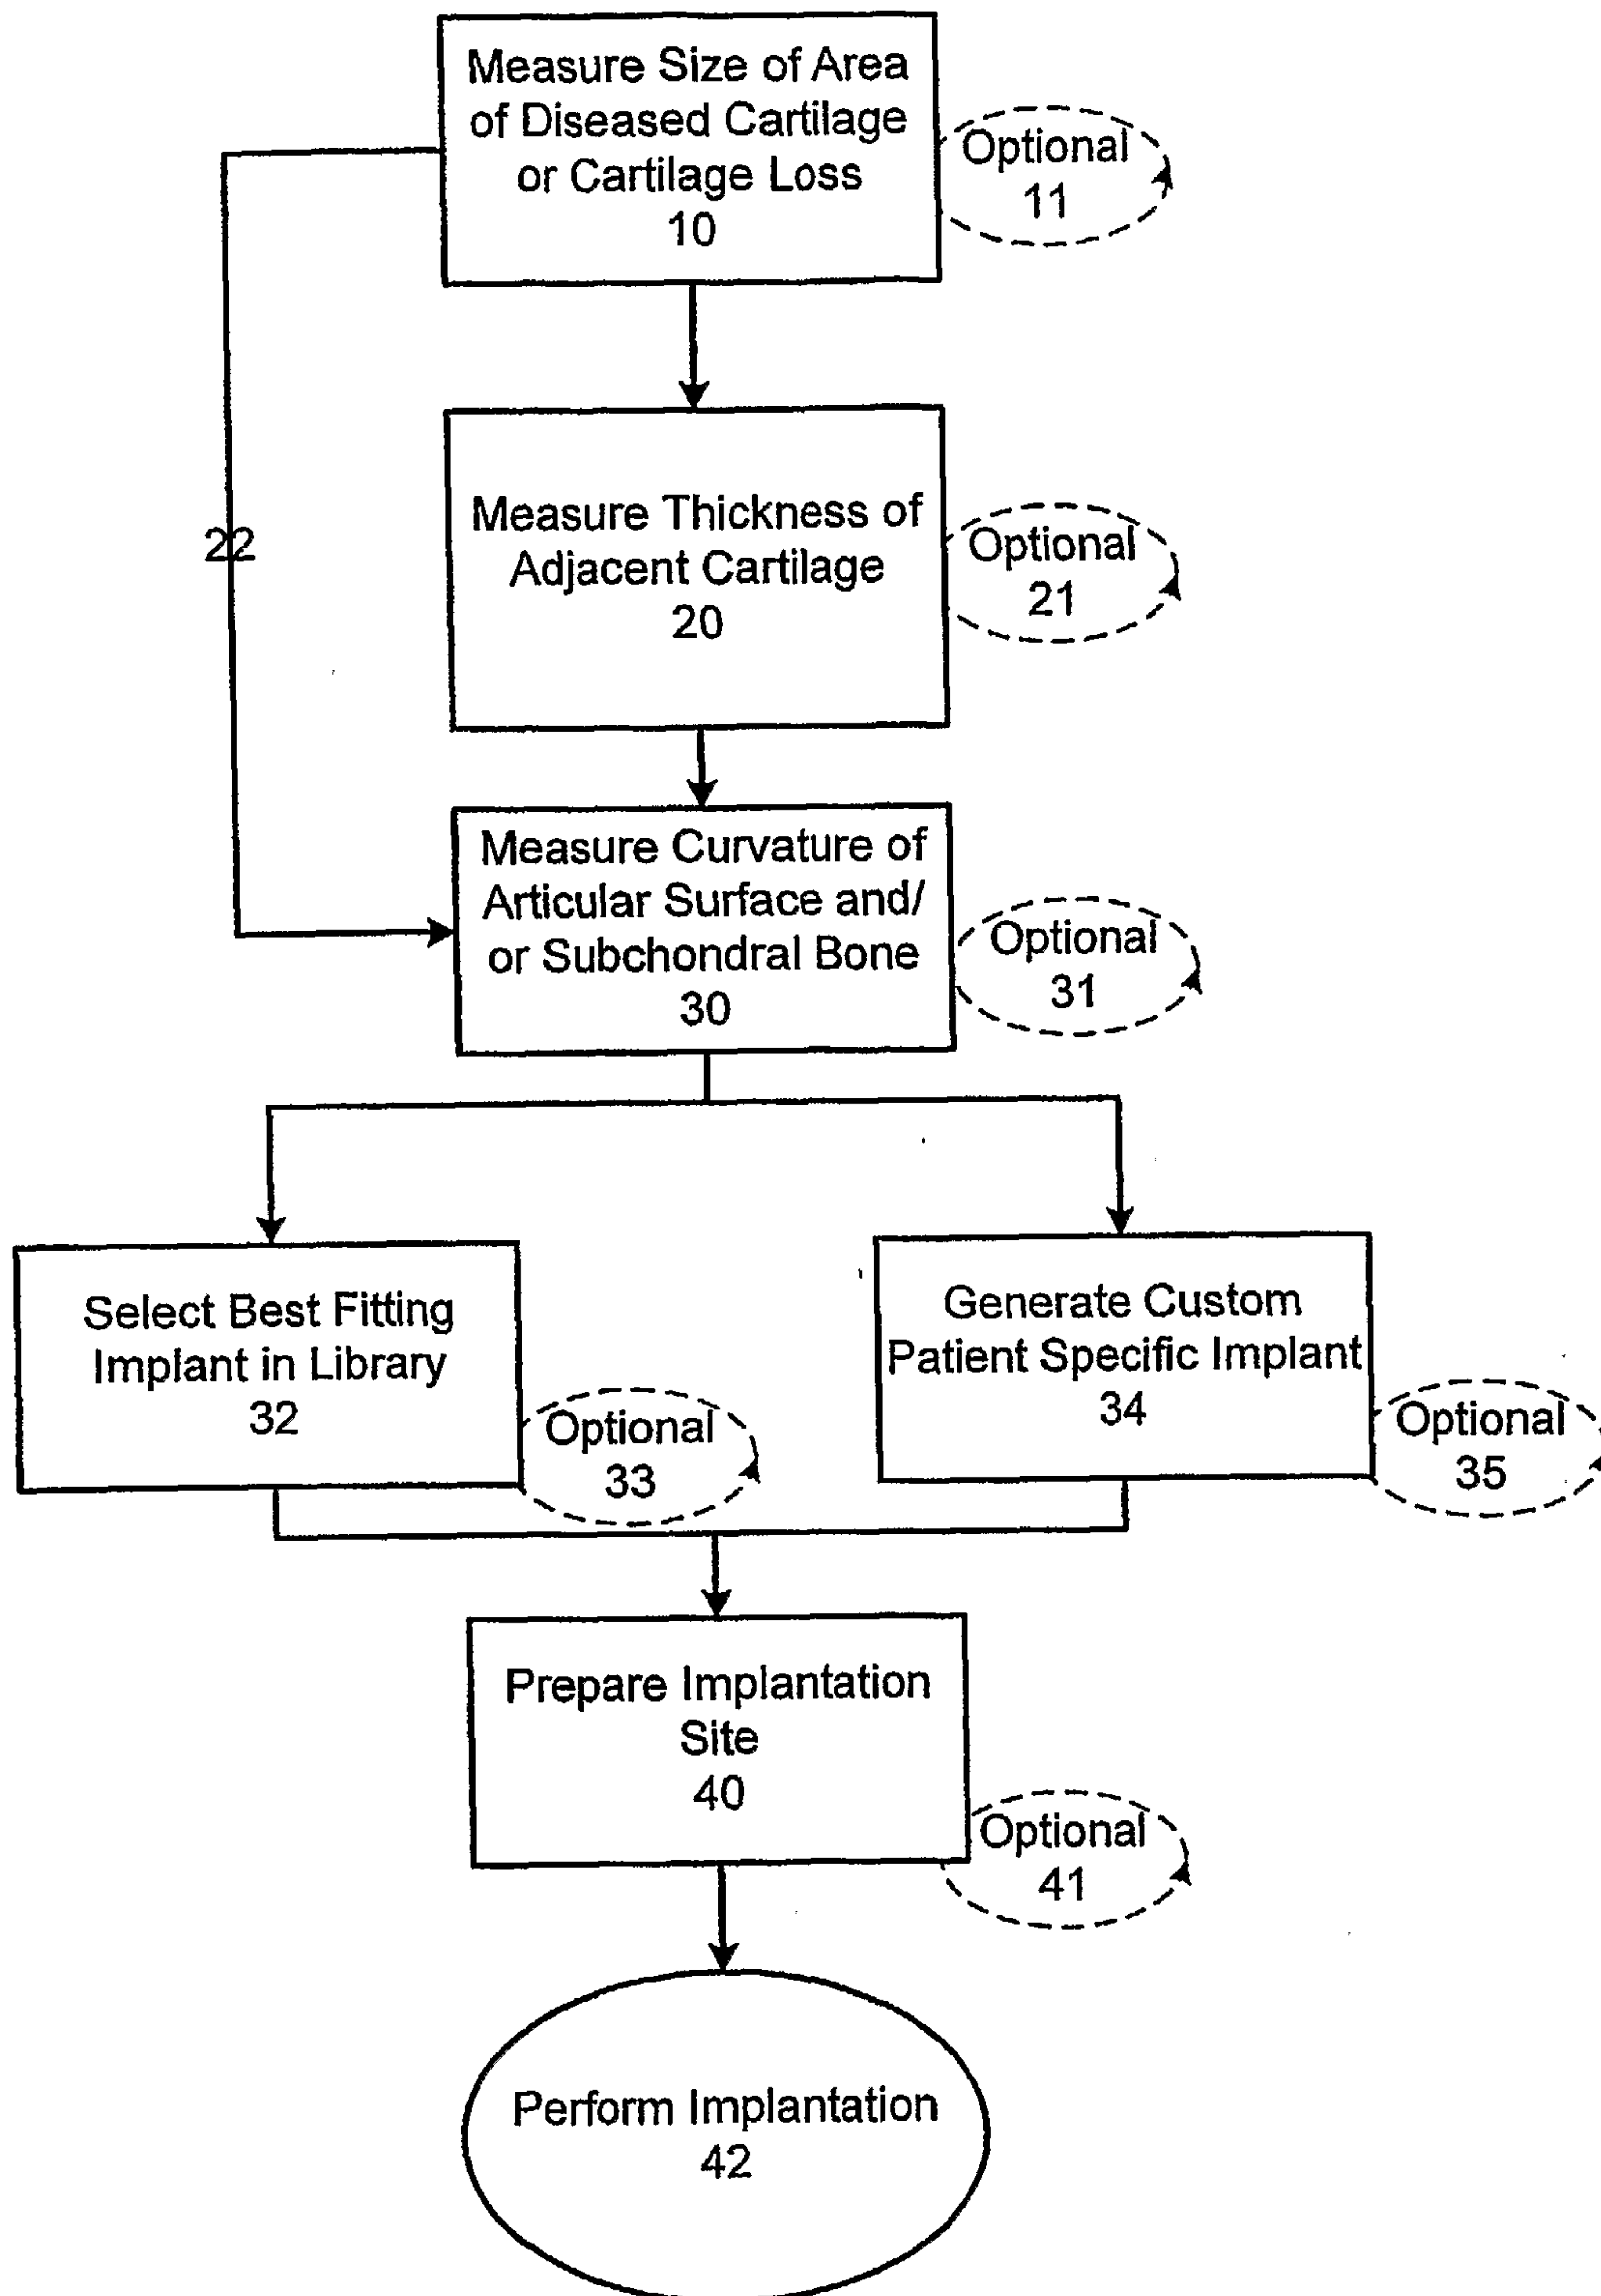 Measure Size of Area
of Diseased Cartilage
or Cartilage Loss
10
Optional
11
22
Measure Thickness of
Adjacent Cartilage
20
Optional
21
Measure Curvature of
Articular Surface and/
or Subchondral Bone
30
Optional
31
Select Best Fitting
Implant in Library
32
Optional
33
Generate Custom
Patient Specific Implant
34
Optional
35
Prepare Implantation
Site
40
Optional
41
Perform Implantation
42